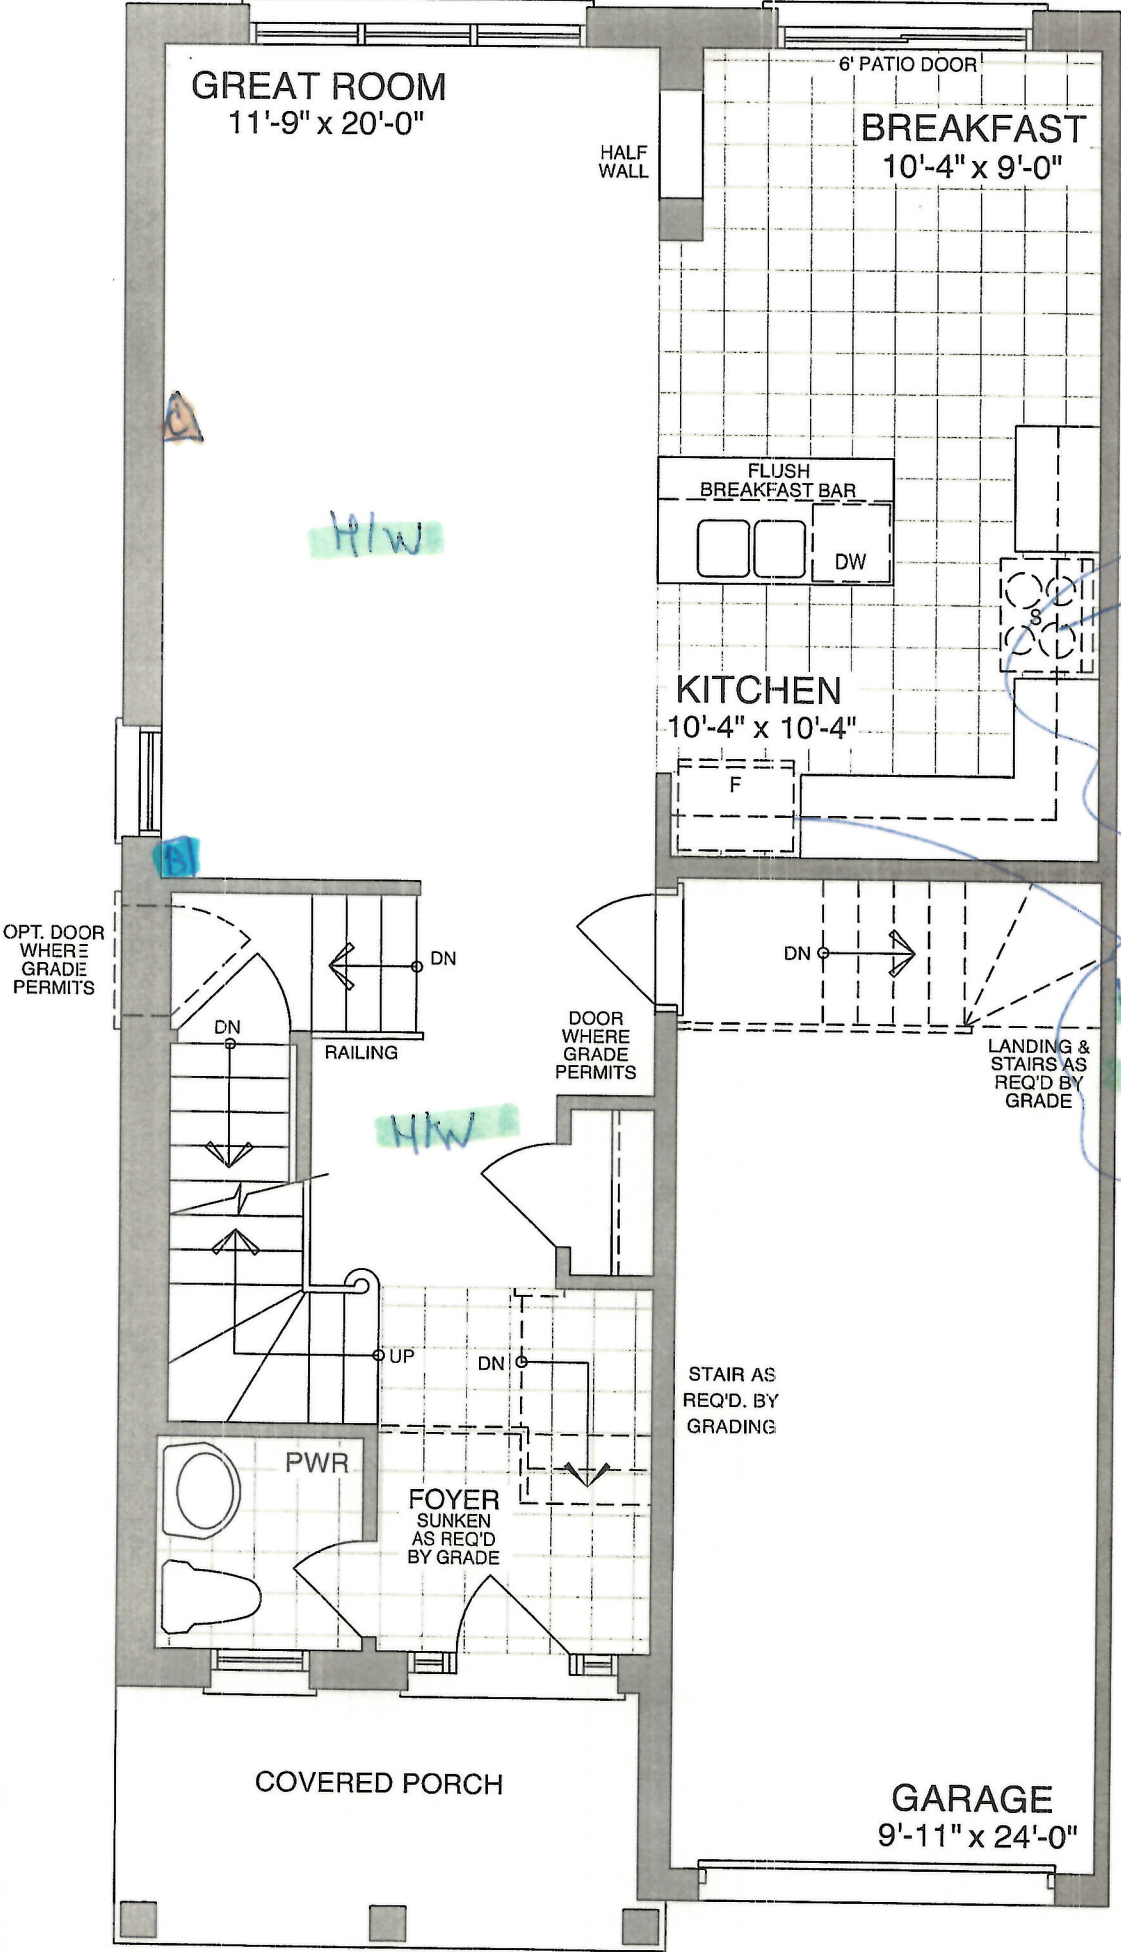 GREAT ROOM
11'-9" x 20'-0"
6' PATIO DOOR
BREAKFAST
10'-4" x 9'-0"
HALF
WALL
C
H/W
FLUSH
BREAKFAST BAR
DW
S
KITCHEN
10'-4" x 10'-4"
F
B
OPT. DOOR
WHERE
GRADE
PERMITS
DN
DN
RAILING
DN
DOOR
WHERE
GRADE
PERMITS
LANDING &
STAIRS AS
REQ'D BY
GRADE
H/W
UP
DN
STAIR AS
REQ'D. BY
GRADING
PWR
FOYER
SUNKEN
AS REQ'D
BY GRADE
COVERED PORCH
GARAGE
9'-11" x 24'-0"